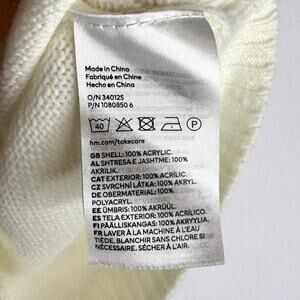 Made in China
Fabriqué en Chine
Hecho en China
O/N 340125
P/N 1080850 6
40
P
hm.com/takecare
GB SHELL: 100% ACRYLIC.
AL SHTRESA E JASHTME: 100%
AKRILIK.
CAT EXTERIOR: 100% ACRÍLIC.
CZ SVRCHNÍ LÁTKA: 100% AKRYL.
DE OBERMATERIAL: 100%
POLYACRYL.
EE ÜMBRIS: 100% AKRÜÜL.
ES TELA EXTERIOR: 100% ACRÍLICO.
FI PÄÄLLISKANGAS: 100% AKRYYLIA.
FR LAVER À LA MACHINE À L'EAU
TIÈDE, BLANCHIR SANS CHLORE SI
NÉCESSAIRE, SÉCHER À L'AIR.